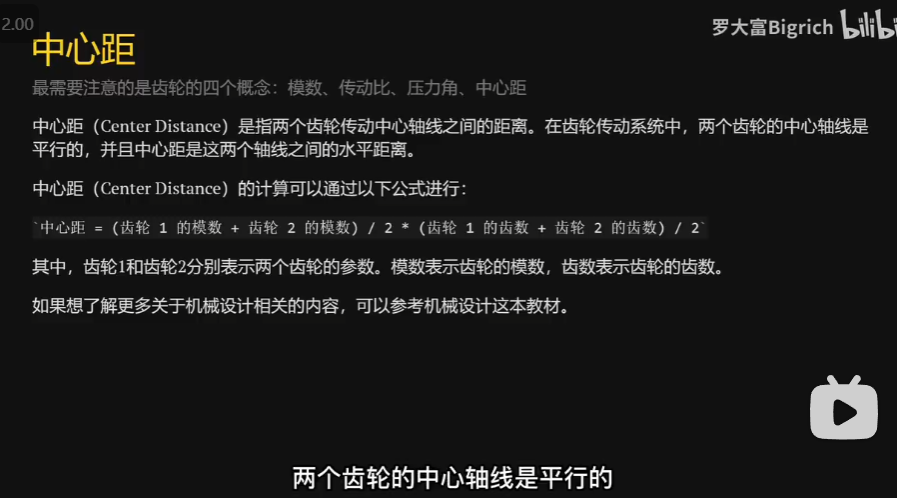 2.00
罗大富Bigrich bilibi
中心距
最需要注意的是齿轮的四个概念：模数、传动比、压力角、中心距
中心距（Center Distance）是指两个齿轮传动中心轴线之间的距离。在齿轮传动系统中，两个齿轮的中心轴线是
平行的，并且中心距是这两个轴线之间的水平距离。
中心距（Center Distance）的计算可以通过以下公式进行：
`中心距 = (齿轮 1 的模数 + 齿轮 2 的模数) / 2 * (齿轮 1 的齿数 + 齿轮 2 的齿数) / 2`
其中，齿轮1和齿轮2分别表示两个齿轮的参数。模数表示齿轮的模数，齿数表示齿轮的齿数。
如果想了解更多关于机械设计相关的内容，可以参考机械设计这本教材。
两个齿轮的中心轴线是平行的